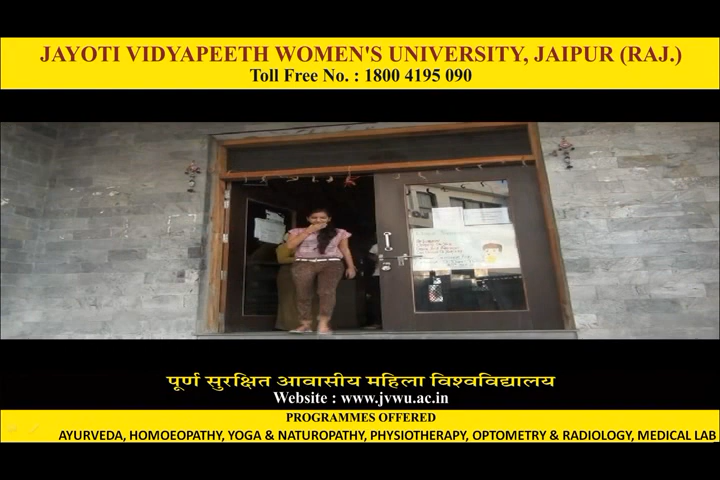 JAYOTI VIDYAPEETH WOMEN'S UNIVERSITY, JAIPUR (RAJ.)
Toll Free No. : 1800 4195 090
पूर्ण सुरक्षित आवासीय महिला विश्वविद्यालय
Website : www.jvwu.ac.in
PROGRAMMES OFFERED
AYURVEDA, HOMOEOPATHY, YOGA & NATUROPATHY, PHYSIOTHERAPY, OPTOMETRY & RADIOLOGY, MEDICAL LAB